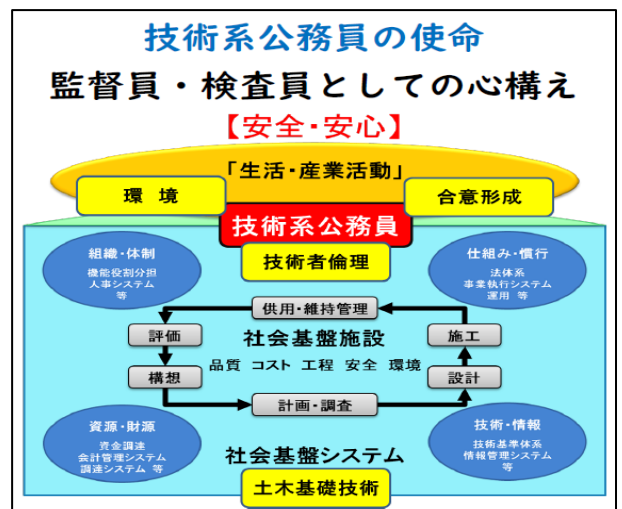 技術系公務員の使命
監督員・検査員としての心構え
【安全・安心】
「生活・産業活動」
環 境
合意形成
技術系公務員
技術者倫理
組織・体制
機能役割分担
人事システム
等
仕組み・慣行
法体系
事業執行システム
運用 等
供用・維持管理
評価
社会基盤施設
施工
品質 コスト 工程 安全 環境
構想
設計
計画・調査
資源・財源
資金調達
会計管理システム
調達システム 等
技術・情報
技術基準体系
情報管理システム
等
社会基盤システム
土木基礎技術